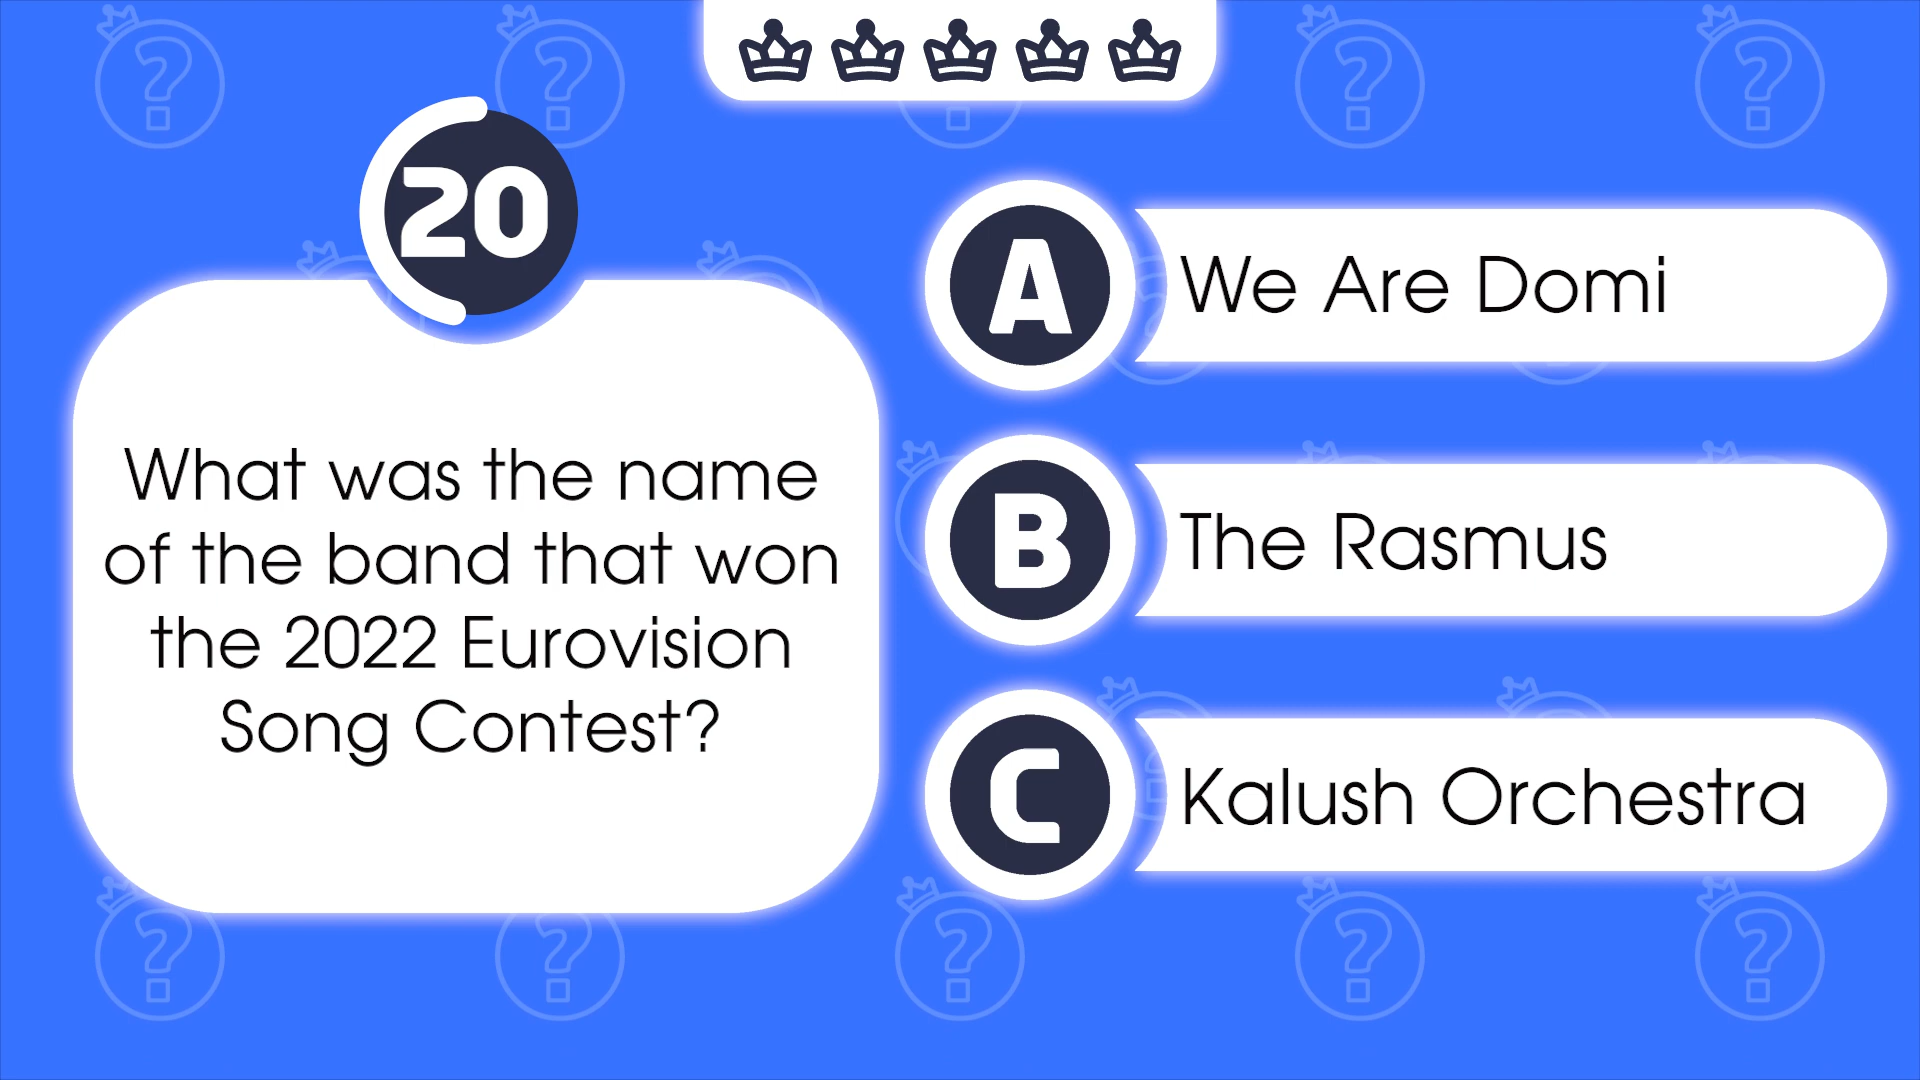 20
What was the name
of the band that won
the 2022 Eurovision
Song Contest?
A
We Are Domi
B
The Rasmus
C
Kalush Orchestra